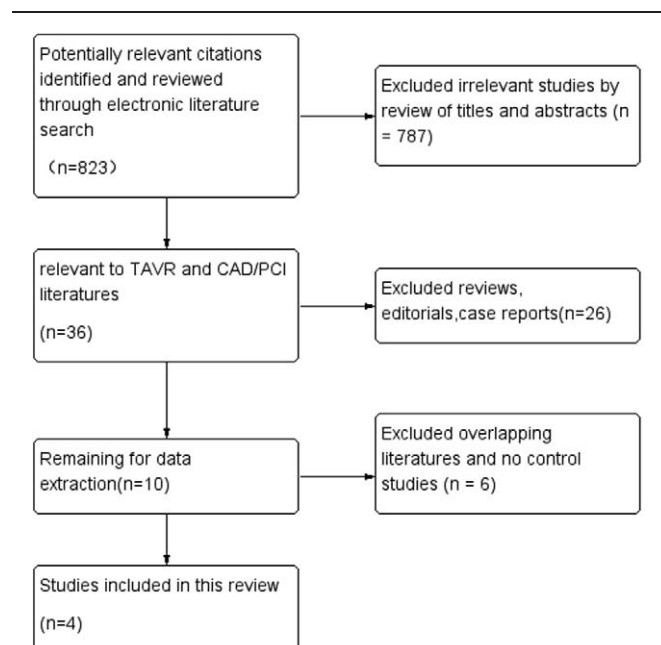 Potentially relevant citations
identified and reviewed
through electronic literature
search
（n=823）
Excluded irrelevant studies by
review of titles and abstracts (n
= 787)
relevant to TAVR and CAD/PCI
literatures
(n=36)
Excluded reviews,
editorials,case reports(n=26)
Remaining for data
extraction(n=10)
Excluded overlapping
literatures and no control
studies (n = 6)
Studies included in this review
(n=4)